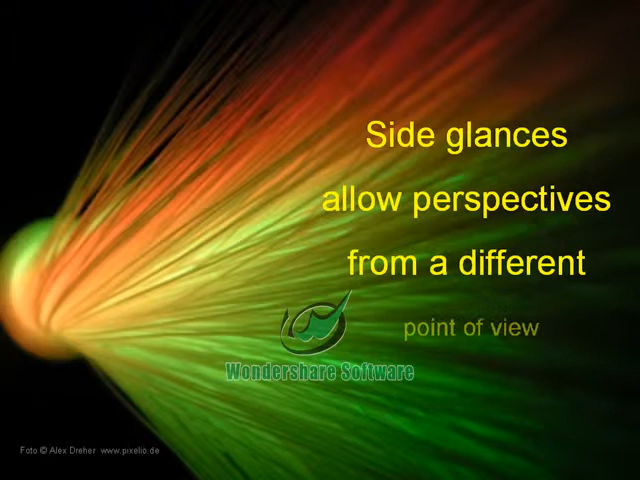 Side glances
allow perspectives
from a different
point of view
Wondershare Software
Foto © Alex Dreher www.pixelio.de